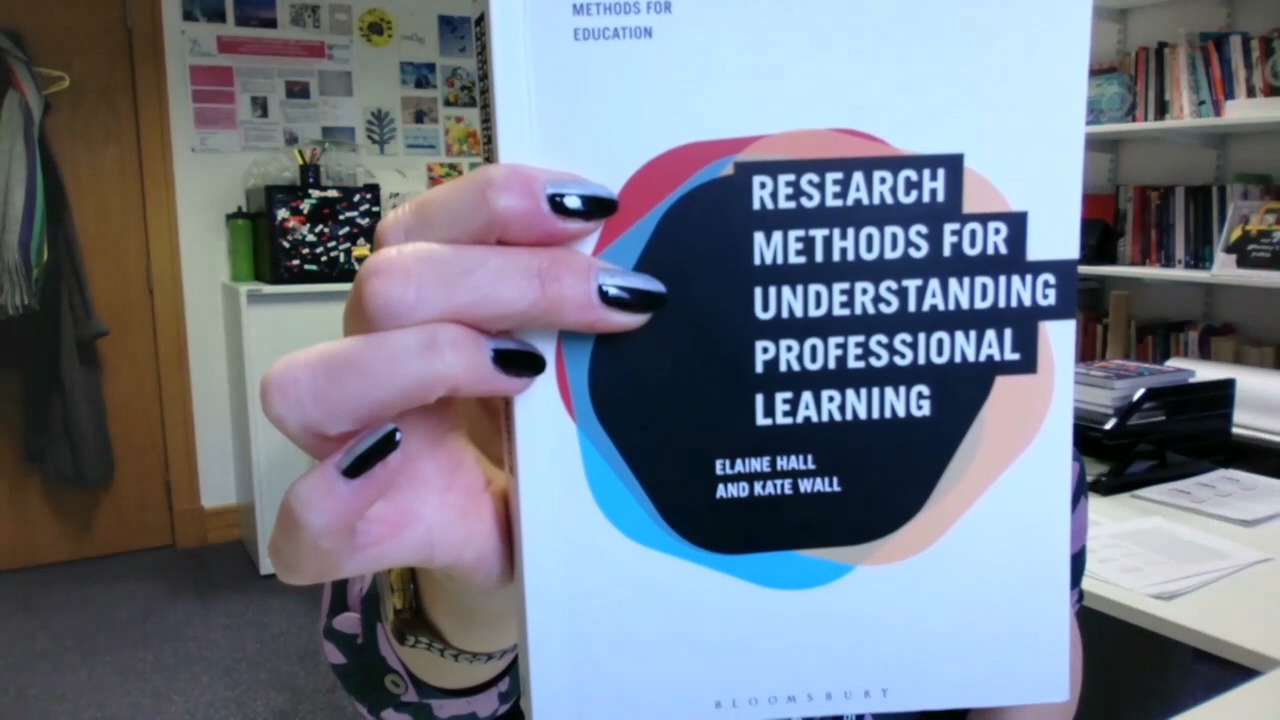 METHODS FOR
EDUCATION
RESEARCH
METHODS FOR
UNDERSTANDING
PROFESSIONAL
LEARNING
ELAINE HALL
AND KATE WALL
BLOOMSBURY